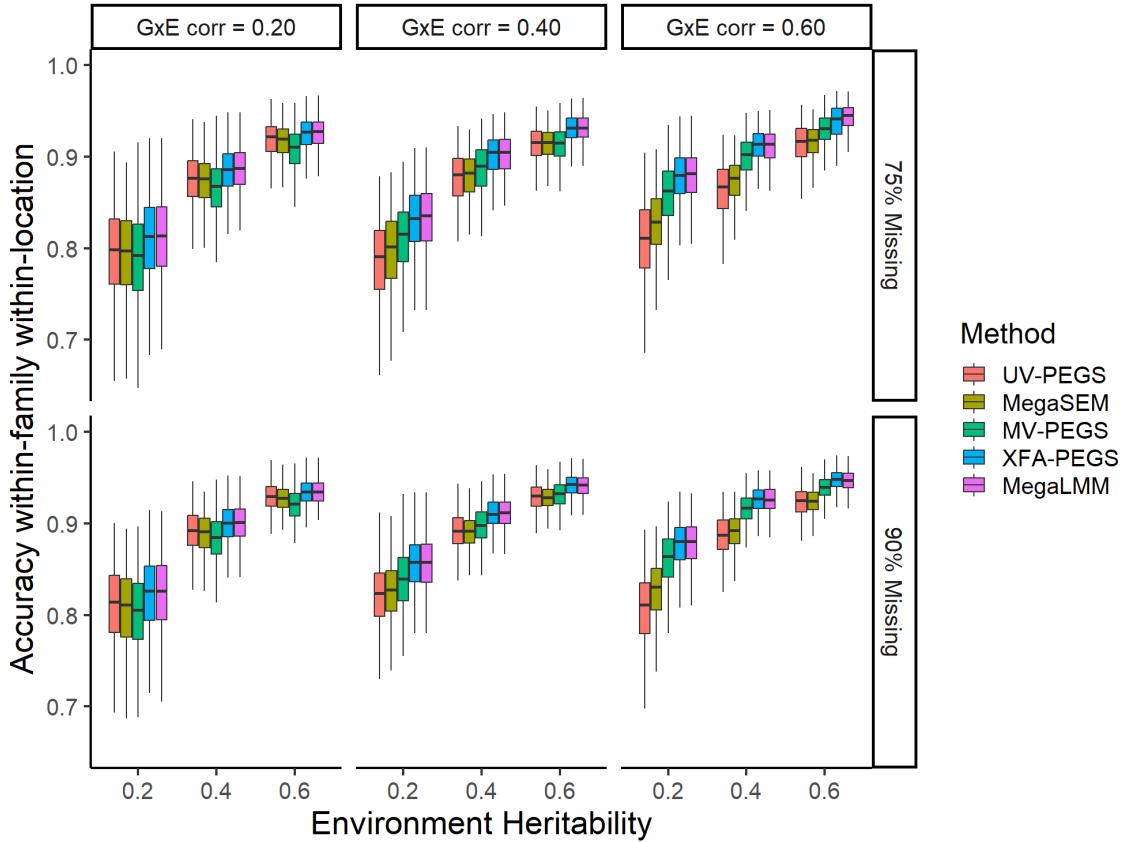 GxE corr = 0.20 GxE corr = 0.40 GxE corr = 0.60
Accuracy within-family within-location
1.0
0.9
0.8
0.7
75% Missing
1.0
0.9
0.8
0.7
90% Missing
0.2 0.4 0.6 0.2 0.4 0.6 0.2 0.4 0.6
Environment Heritability
Method
UV-PEGS
MegaSEM
MV-PEGS
XFA-PEGS
MegaLMM